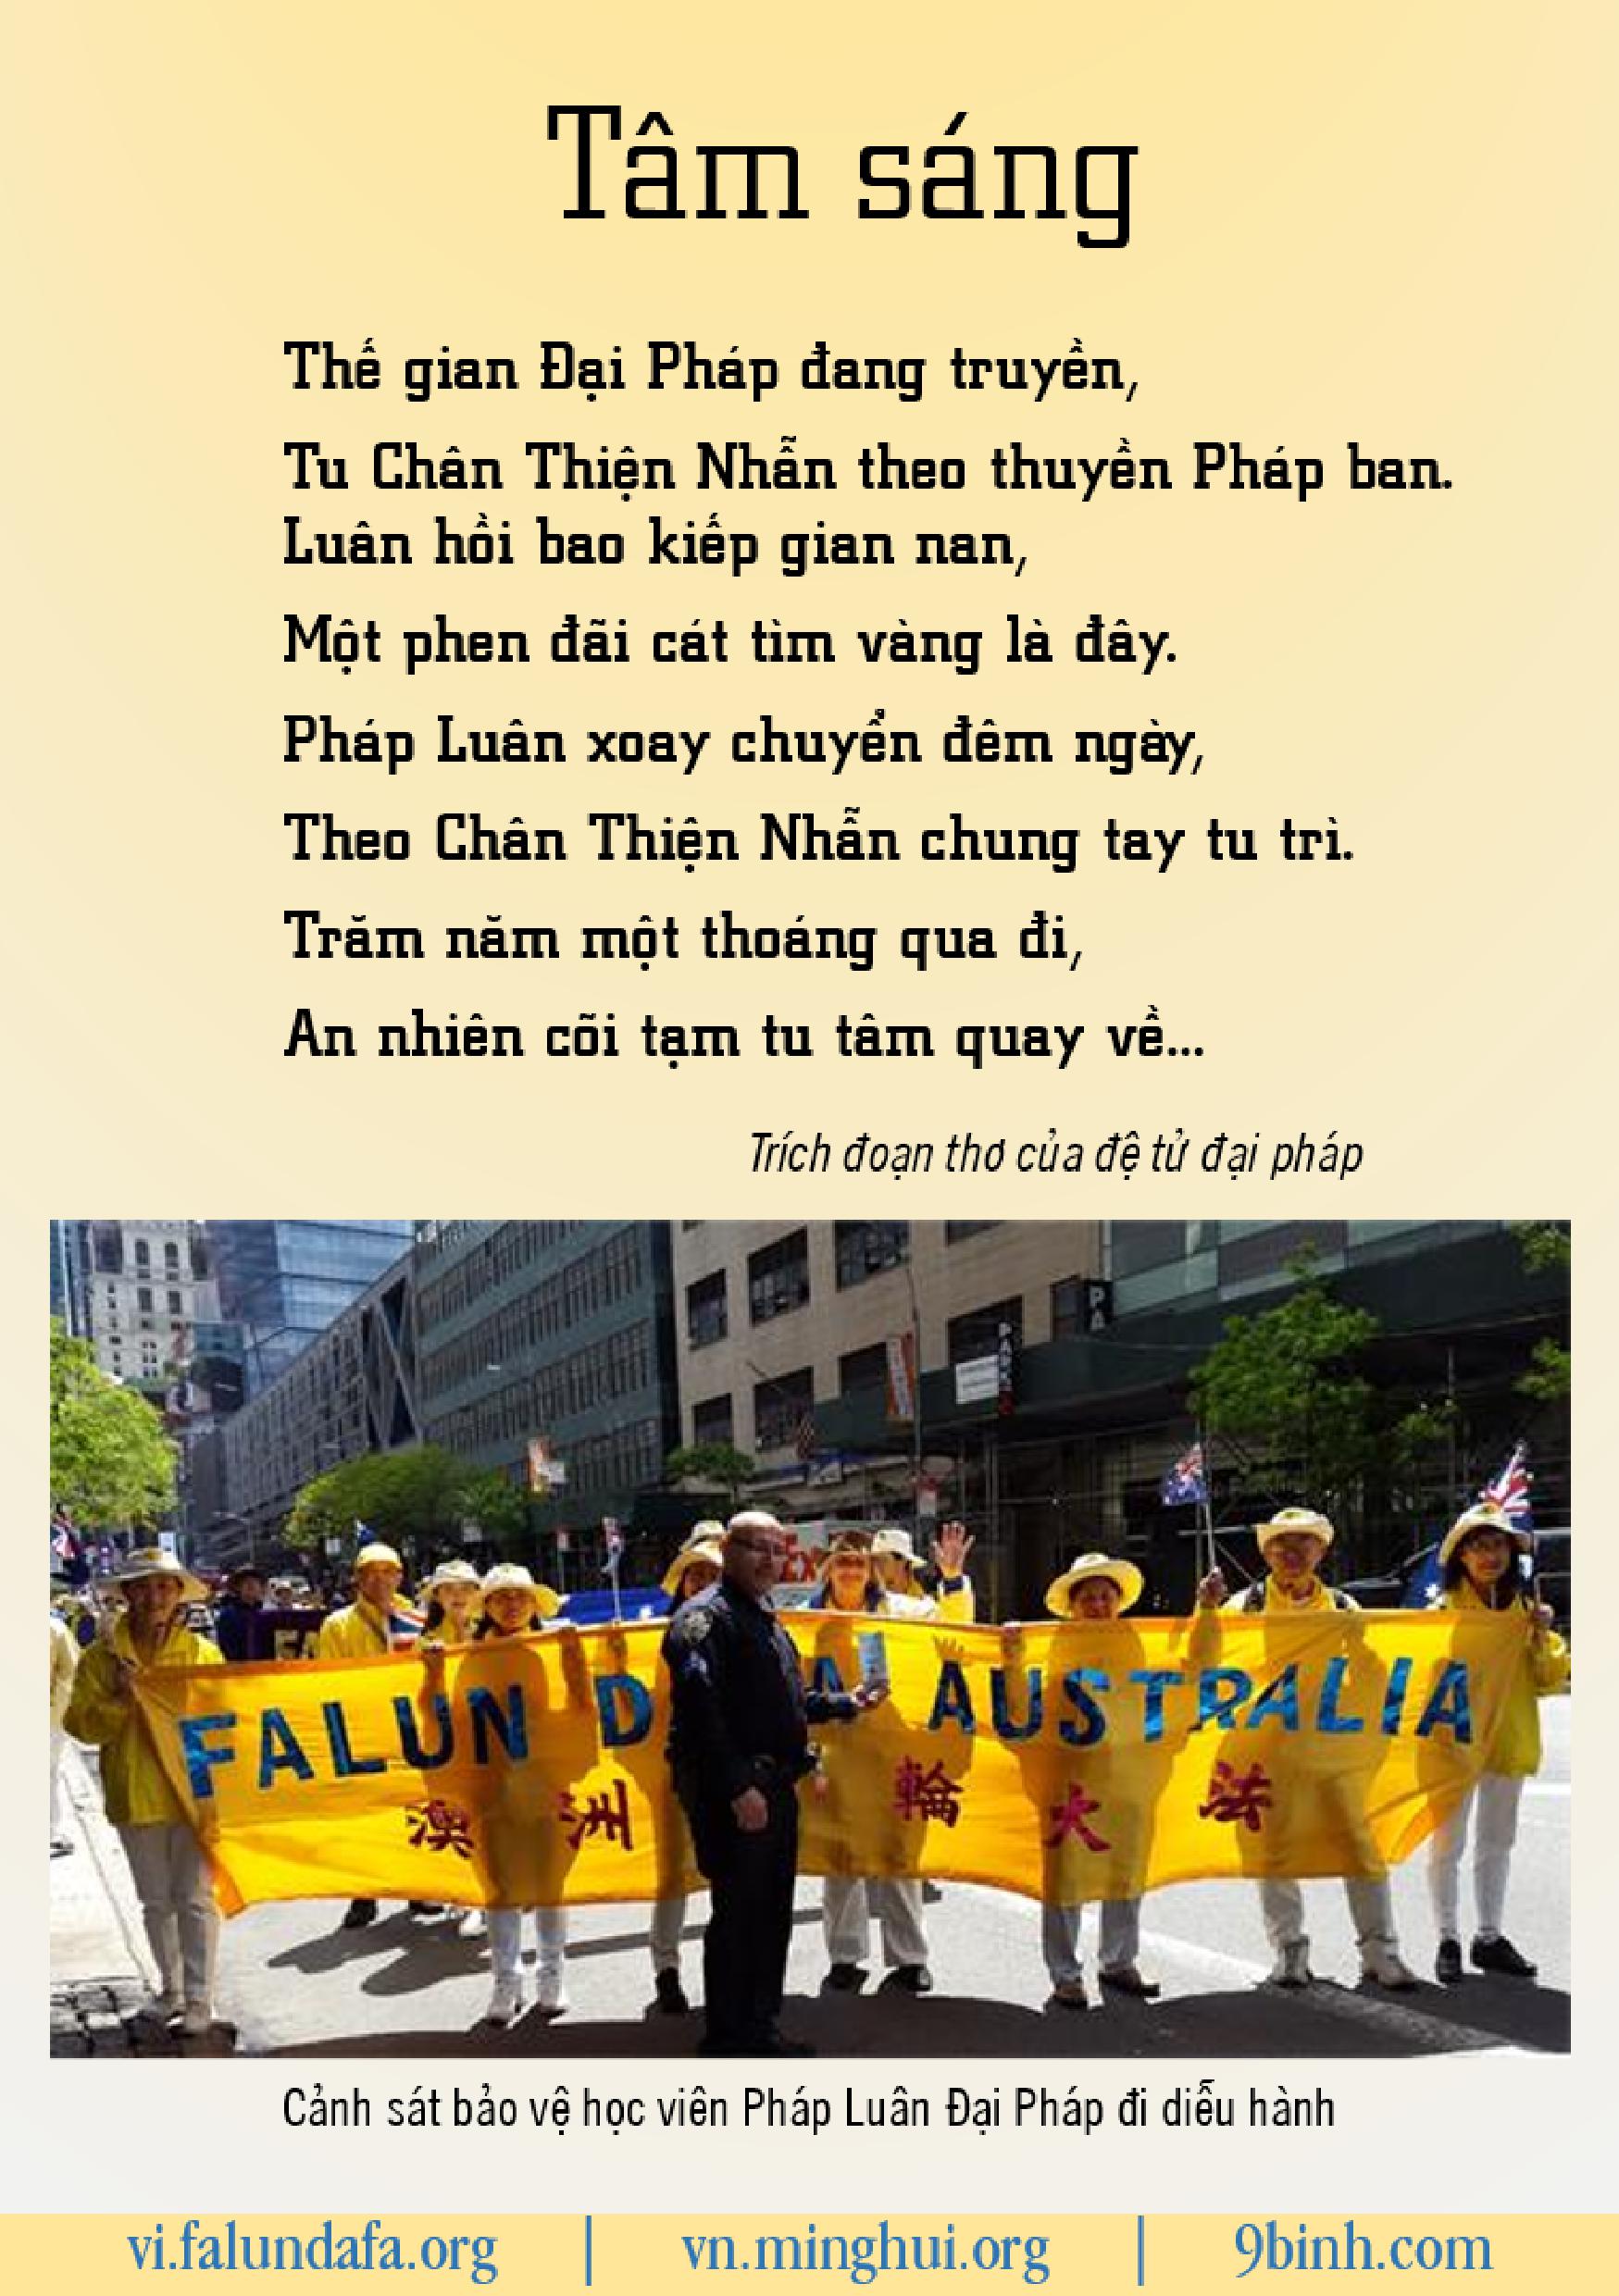 Tâm sáng
Thế gian Đại Pháp đang truyền,
Tu Chân Thiện Nhẫn theo thuyền Pháp ban.
Luân hồi bao kiếp gian nan,
Một phen đãi cát tìm vàng là đây.
Pháp Luân xoay chuyển đêm ngày,
Theo Chân Thiện Nhẫn chung tay tu trì.
Trăm năm một thoáng qua đi,
An nhiên cõi tạm tu tâm quay về...
Trích đoạn thơ của đệ tử đại pháp
FALUN D A AUSTRALIA
澳洲 輪大法
Cảnh sát bảo vệ học viên Pháp Luân Đại Pháp đi diễu hành
vi.falundafa.org | vn.minghui.org | 9binh.com